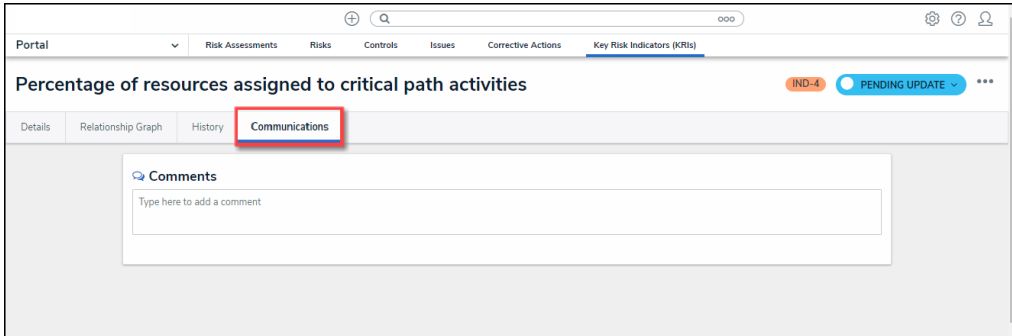 Portal Risk Assessments Risks Controls Issues Corrective Actions Key Risk Indicators (KRIs)
Percentage of resources assigned to critical path activities IND-4 PENDING UPDATE
Details Relationship Graph History Communications
Comments
Type here to add a comment